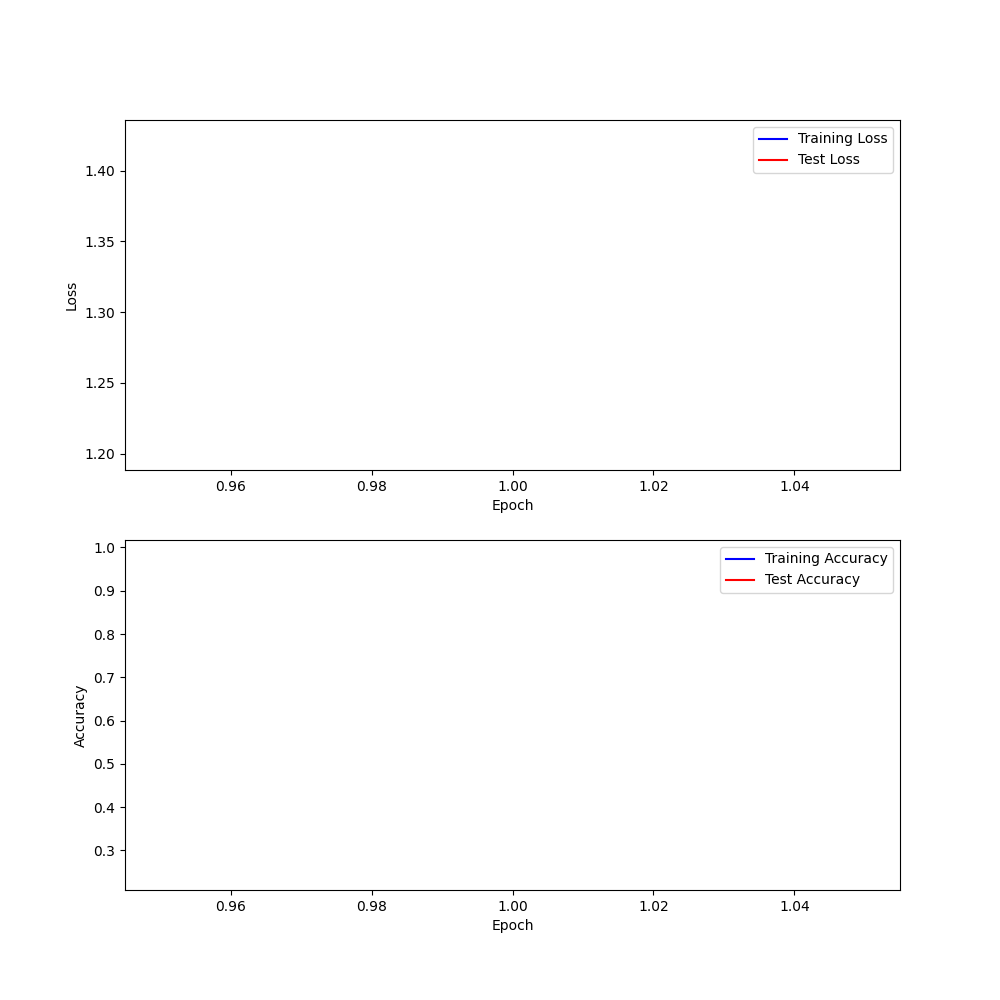 Training Loss
Test Loss
1.40
1.35
1.30
1.25
1.20
Loss
0.96 0.98 1.00 1.02 1.04
Epoch
Training Accuracy
Test Accuracy
1.0
0.9
0.8
0.7
0.6
0.5
0.4
0.3
Accuracy
0.96 0.98 1.00 1.02 1.04
Epoch